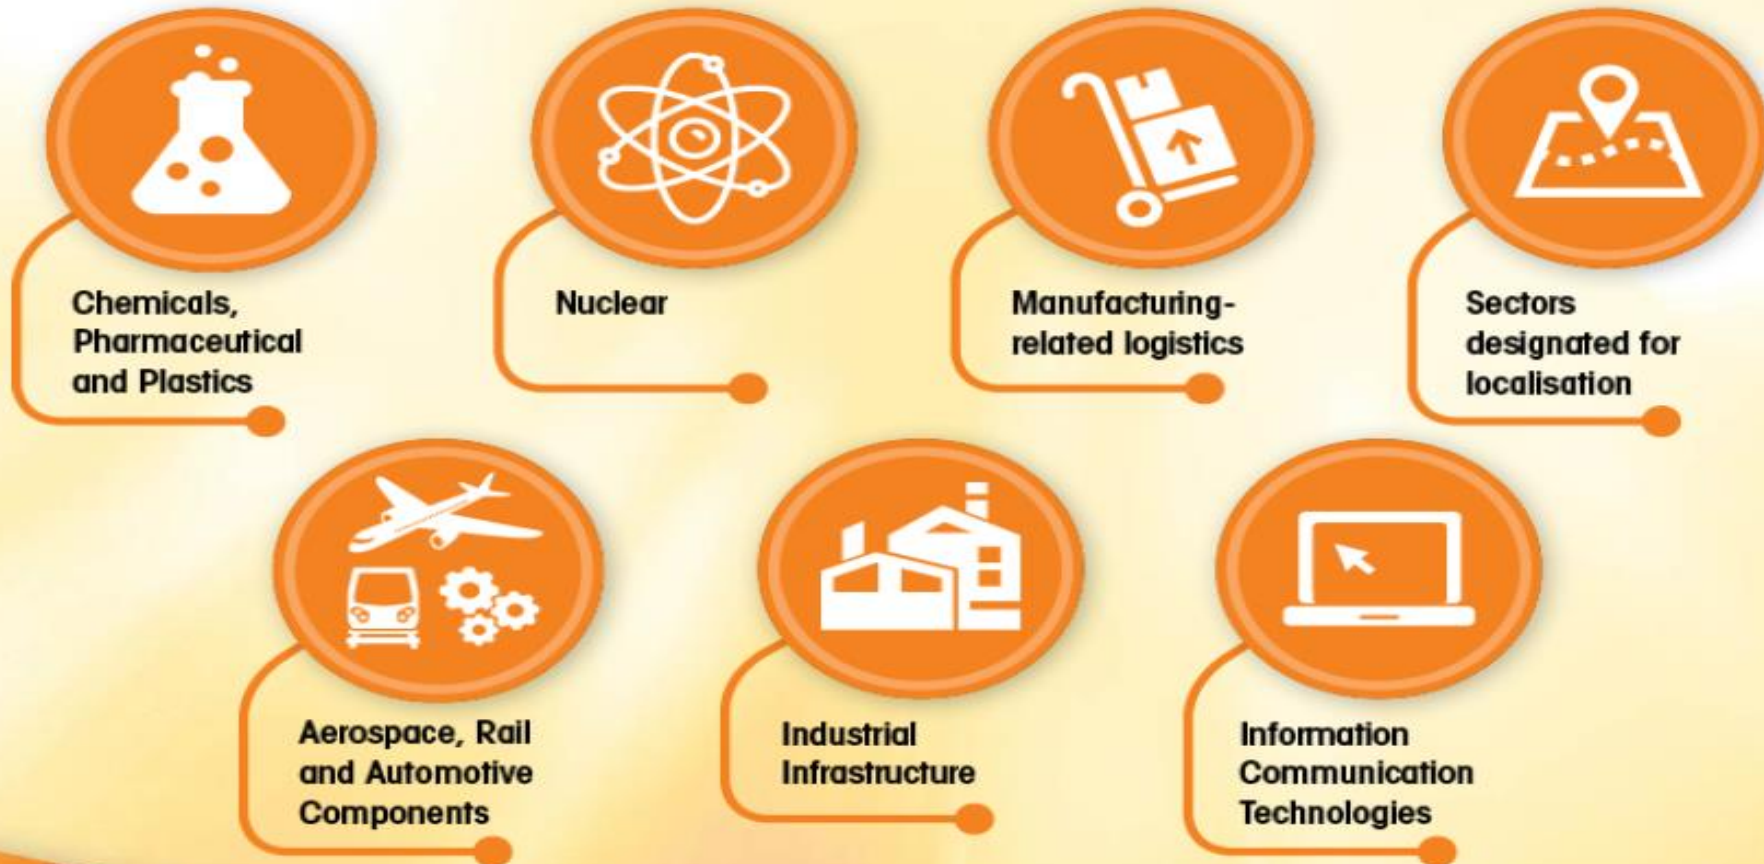 Chemicals,
Pharmaceutical
and Plastics
Nuclear
Manufacturing-
related logistics
Sectors
designated for
localisation
Aerospace, Rail
and Automotive
Components
Industrial
Infrastructure
Information
Communication
Technologies